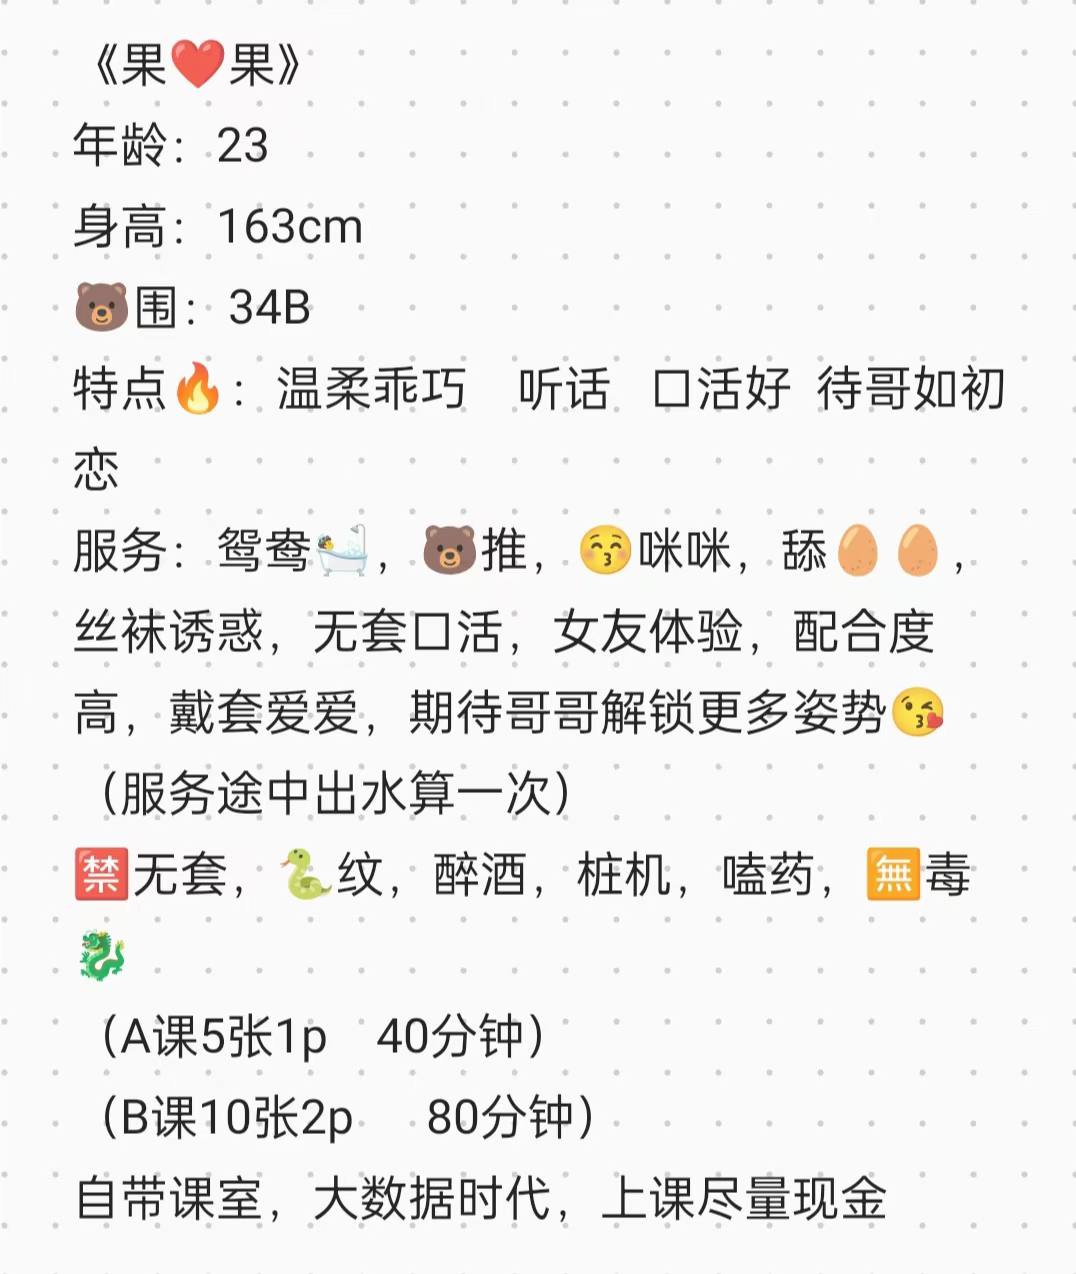 《果❤️果》
年龄：23
身高：163cm
🐻围：34B
特点🔥：温柔乖巧 听话 口活好 待哥如初
恋
服务：鸳鸯🛀，🐻推，😚咪咪，舔🥚🥚，
丝袜诱惑，无套口活，女友体验，配合度
高，戴套爱爱，期待哥哥解锁更多姿势😘
（服务途中出水算一次）
🈲无套，🐍纹，醉酒，桩机，嗑药，🈚毒
🐉
（A课5张1p 40分钟）
（B课10张2p 80分钟）
自带课室，大数据时代，上课尽量现金